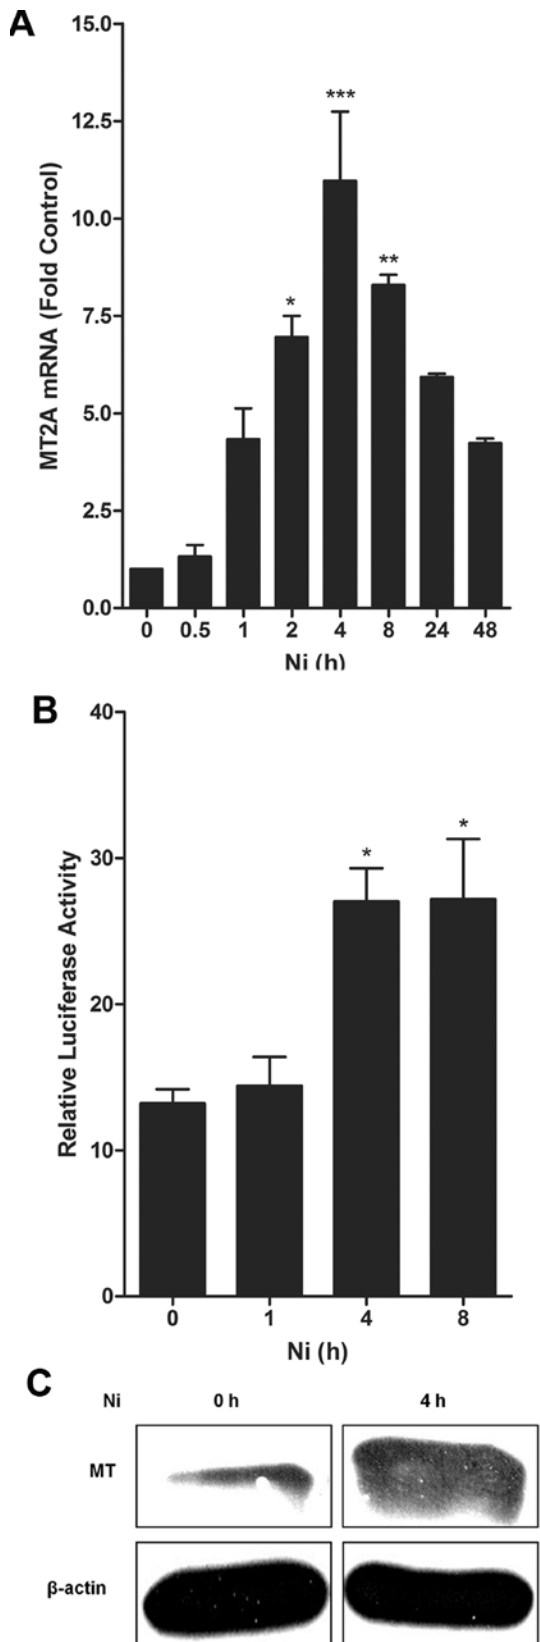 A
MT2A mRNA (Fold Control)
15.0
12.5
10.0
7.5
5.0
2.5
0.0
*
***
**
0 0.5 1 2 4 8 24 48
Ni (h)
B
Relative Luciferase Activity
40
30
20
10
0
* *
0 1 4 8
Ni (h)
C
Ni 0 h 4 h
MT
β-actin